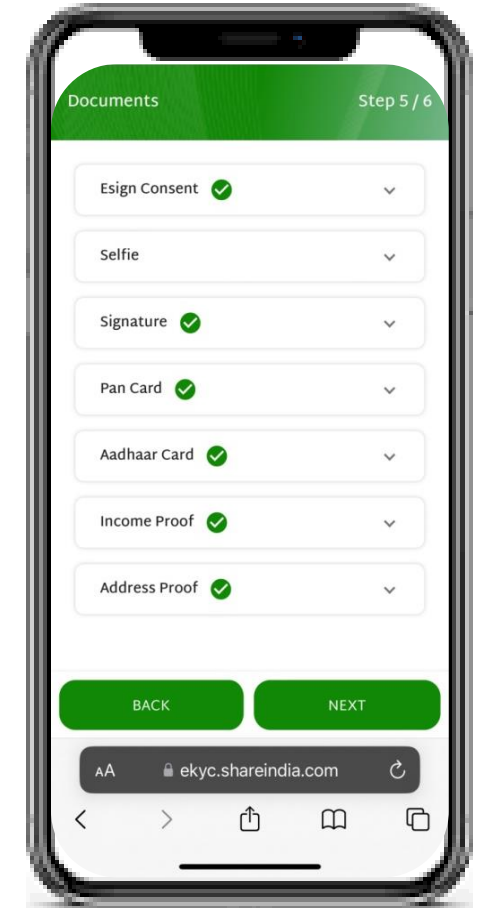 Documents Step 5 / 6
Esign Consent
Selfie
Signature
Pan Card
Aadhaar Card
Income Proof
Address Proof
BACK NEXT
AA ekyc.shareindia.com